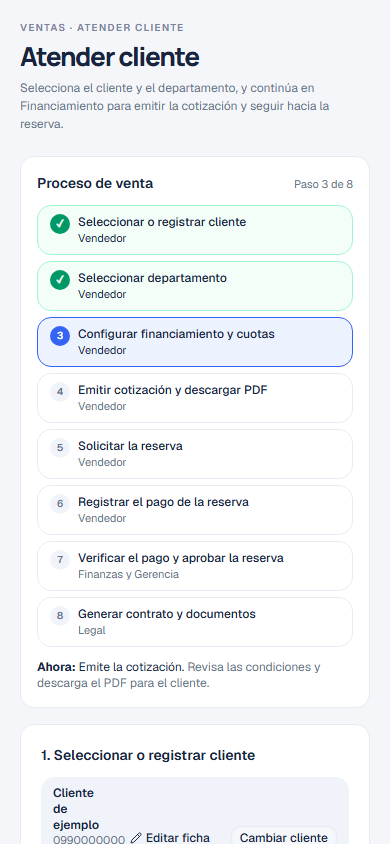 VENTAS · ATENDER CLIENTE
Atender cliente
Selecciona el cliente y el departamento, y continúa en
Financiamiento para emitir la cotización y seguir hacia la
reserva.
Proceso de venta
Paso 3 de 8
Seleccionar o registrar cliente
Vendedor
Seleccionar departamento
Vendedor
3
Configurar financiamiento y cuotas
Vendedor
4
Emitir cotización y descargar PDF
Vendedor
5
Solicitar la reserva
Vendedor
6
Registrar el pago de la reserva
Vendedor
7
Verificar el pago y aprobar la reserva
Finanzas y Gerencia
8
Generar contrato y documentos
Legal
Ahora: Emite la cotización. Revisa las condiciones y
descarga el PDF para el cliente.
1. Seleccionar o registrar cliente
Cliente
de
ejemplo
0990000000
Editar ficha
Cambiar cliente